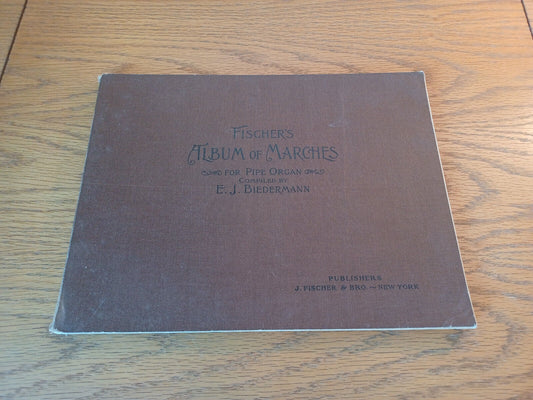 FISCHER'S
ALBUM OF MARCHES
FOR PIPE ORGAN
COMPILED BY
E. J. BIEDERMANN
PUBLISHERS
J. FISCHER & BRO. — NEW YORK